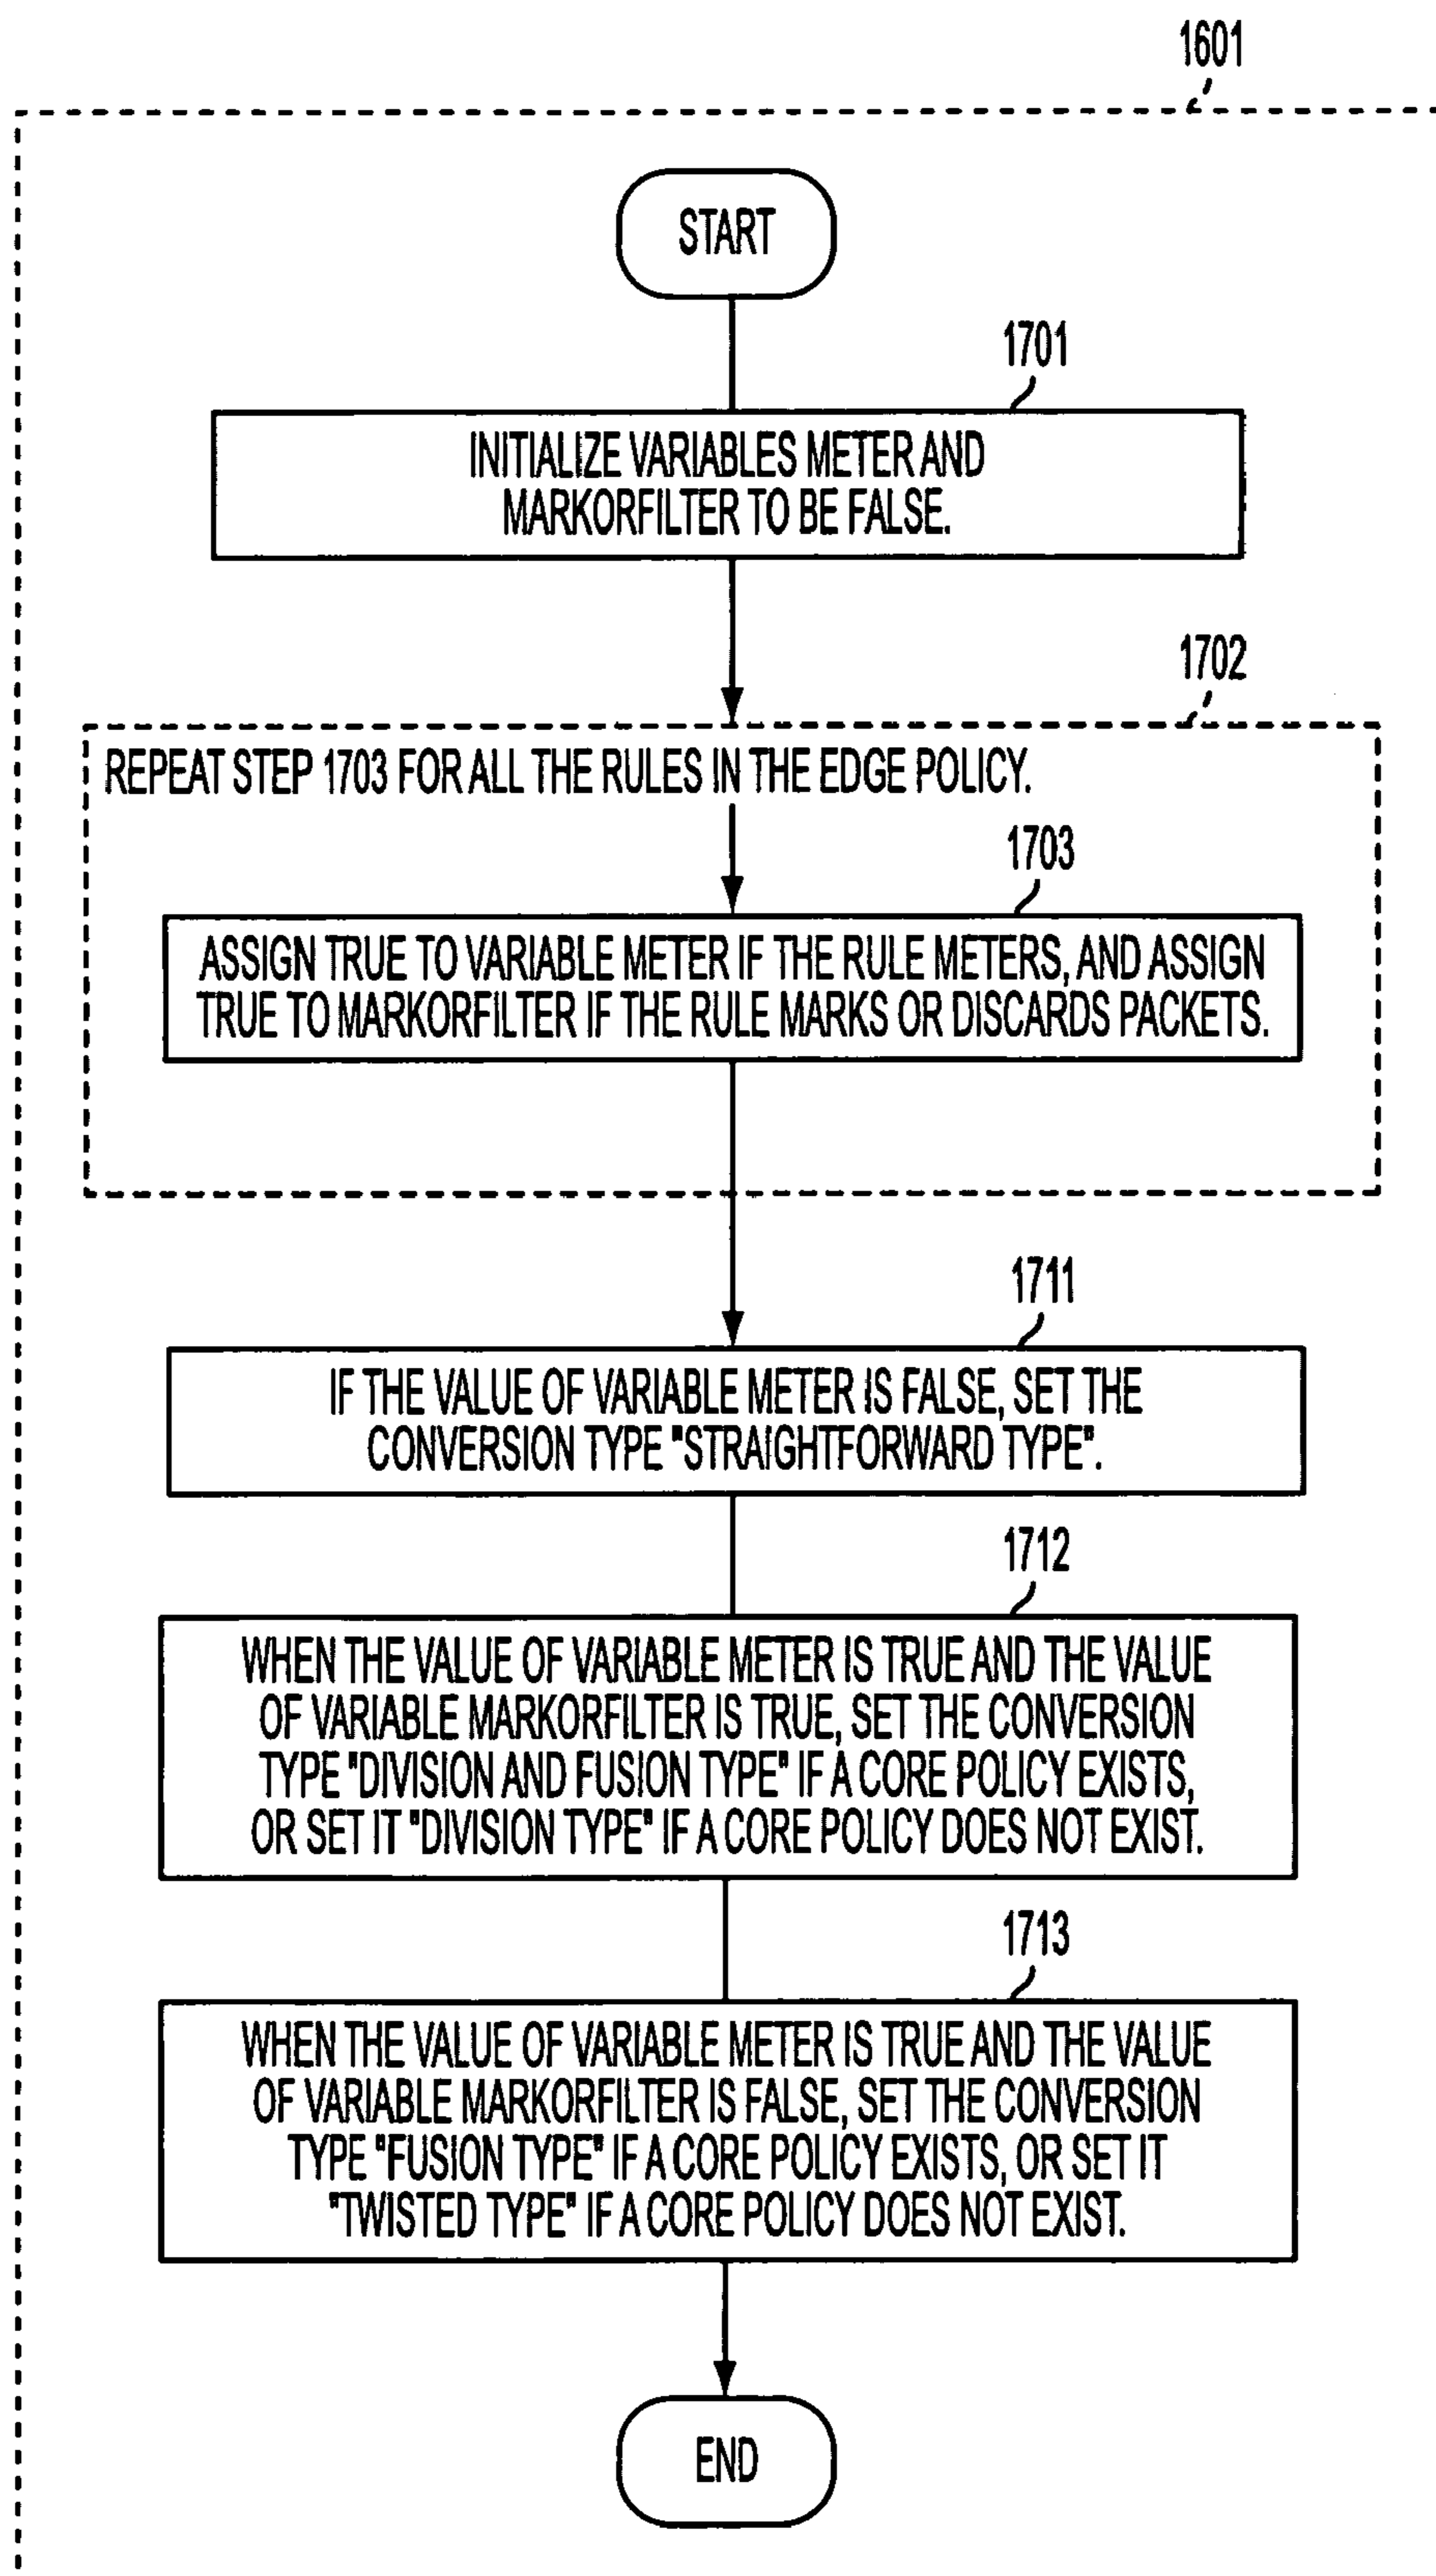 1601
START
1701
INITIALIZE VARIABLES METER AND
MARKORFILTER TO BE FALSE.
1702
REPEAT STEP 1703 FOR ALL THE RULES IN THE EDGE POLICY.
1703
ASSIGN TRUE TO VARIABLE METER IF THE RULE METERS, AND ASSIGN
TRUE TO MARKORFILTER IF THE RULE MARKS OR DISCARDS PACKETS.
1711
IF THE VALUE OF VARIABLE METER IS FALSE, SET THE
CONVERSION TYPE "STRAIGHTFORWARD TYPE".
1712
WHEN THE VALUE OF VARIABLE METER IS TRUE AND THE VALUE
OF VARIABLE MARKORFILTER IS TRUE, SET THE CONVERSION
TYPE "DIVISION AND FUSION TYPE" IF A CORE POLICY EXISTS,
OR SET IT "DIVISION TYPE" IF A CORE POLICY DOES NOT EXIST.
1713
WHEN THE VALUE OF VARIABLE METER IS TRUE AND THE VALUE
OF VARIABLE MARKORFILTER IS FALSE, SET THE CONVERSION
TYPE "FUSION TYPE" IF A CORE POLICY EXISTS, OR SET IT
"TWISTED TYPE" IF A CORE POLICY DOES NOT EXIST.
END